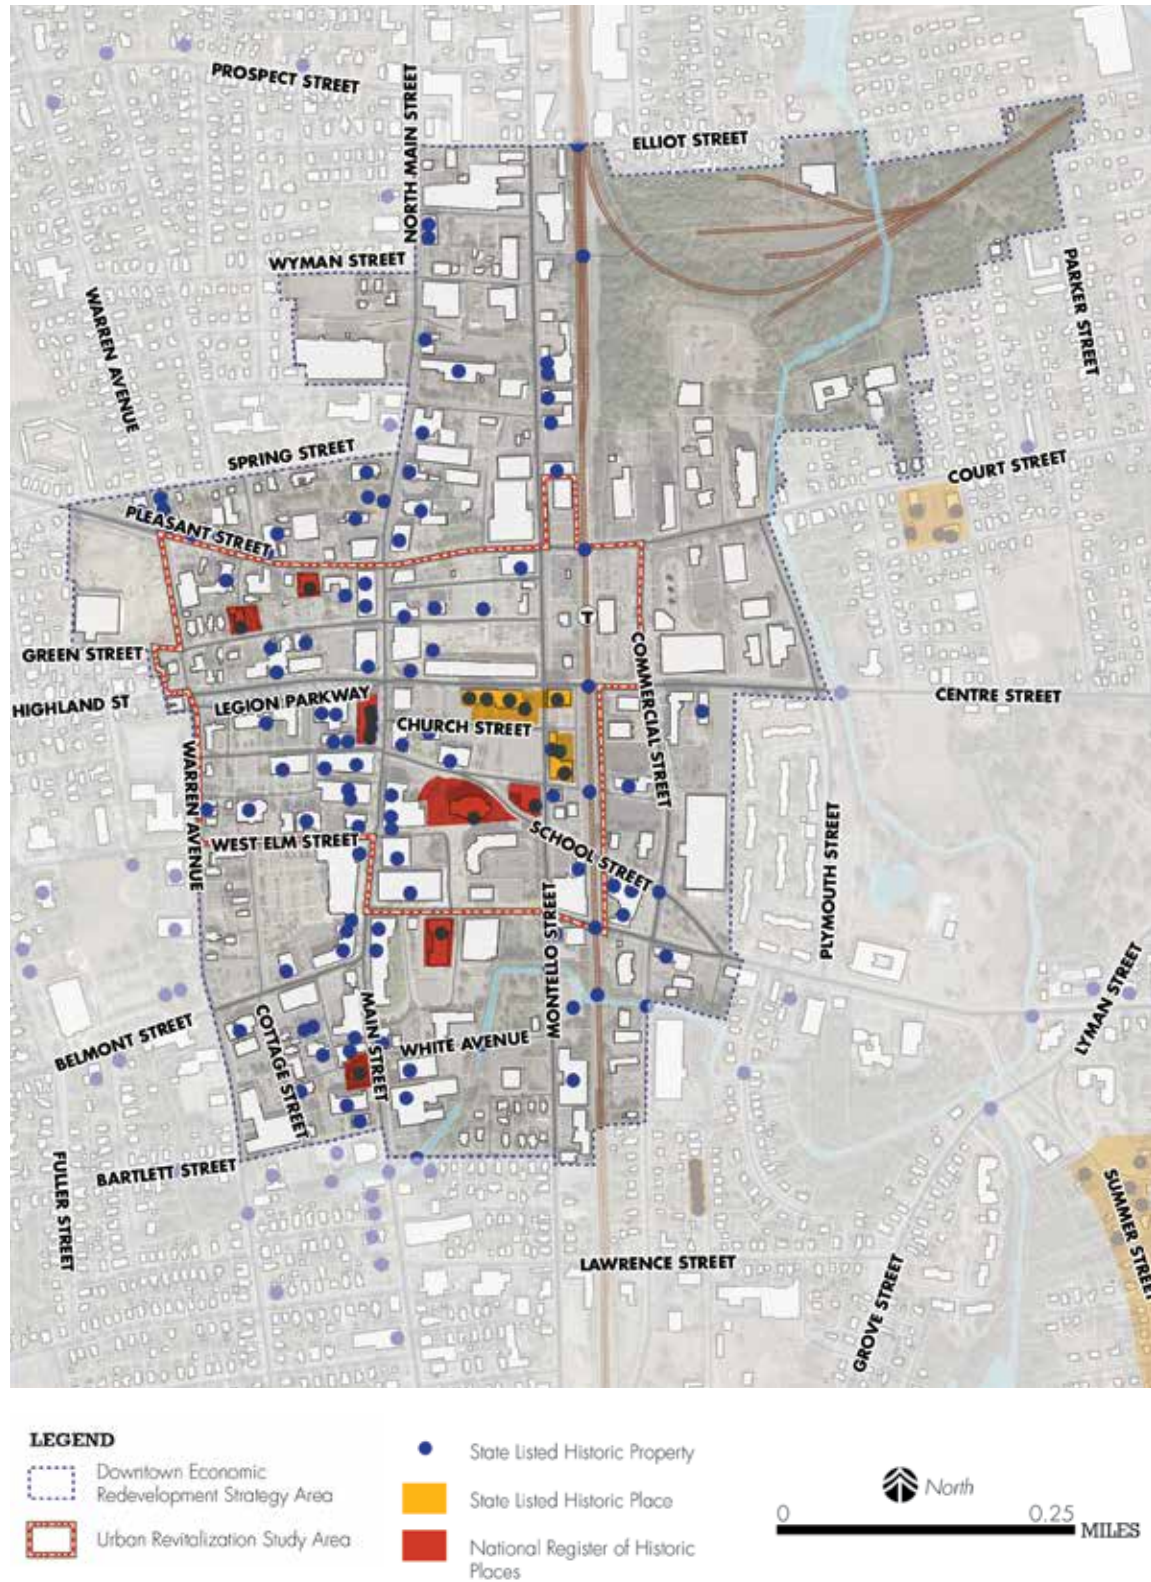 PROSPECT STREET
NORTH MAIN STREET
ELLIOT STREET
WYMAN STREET
WARREN AVENUE
PARKER STREET
SPRING STREET
COURT STREET
PLEASANT STREET
T
GREEN STREET
COMMERCIAL STREET
HIGHLAND ST
LEGION PARKWAY
CENTRE STREET
CHURCH STREET
WARREN AVENUE
WEST ELM STREET
SCHOOL STREET
PLYMOUTH STREET
MONTELLO STREET
LYMAN STREET
BELMONT STREET
COTTAGE STREET
MAIN STREET
WHITE AVENUE
BARTLETT STREET
FULLER STREET
SUMMER STREET
LAWRENCE STREET
GROVE STREET
LEGEND
Downtown Economic
Redevelopment Strategy Area
Urban Revitalization Study Area
State Listed Historic Property
State Listed Historic Place
National Register of Historic
Places
North
0 0.25
MILES